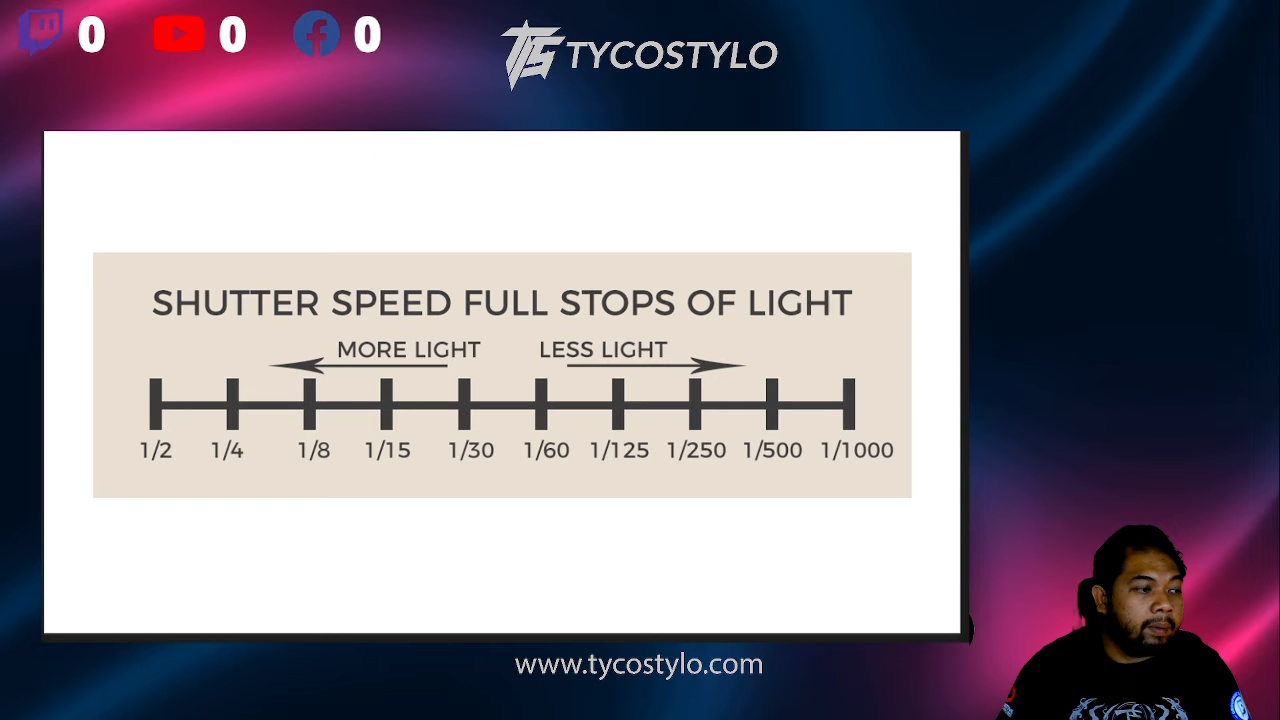 0 0 0
TYCOSTYLO
SHUTTER SPEED FULL STOPS OF LIGHT
MORE LIGHT LESS LIGHT
1/2 1/4 1/8 1/15 1/30 1/60 1/125 1/250 1/500 1/1000
www.tycostylo.com